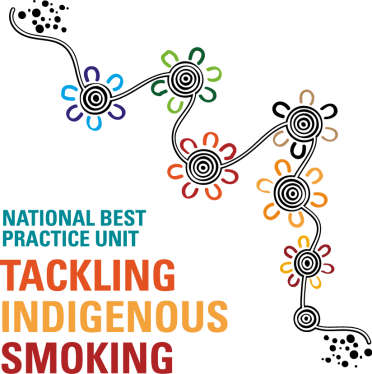 NATIONAL BEST
PRACTICE UNIT
TACKLING
INDIGENOUS
SMOKING